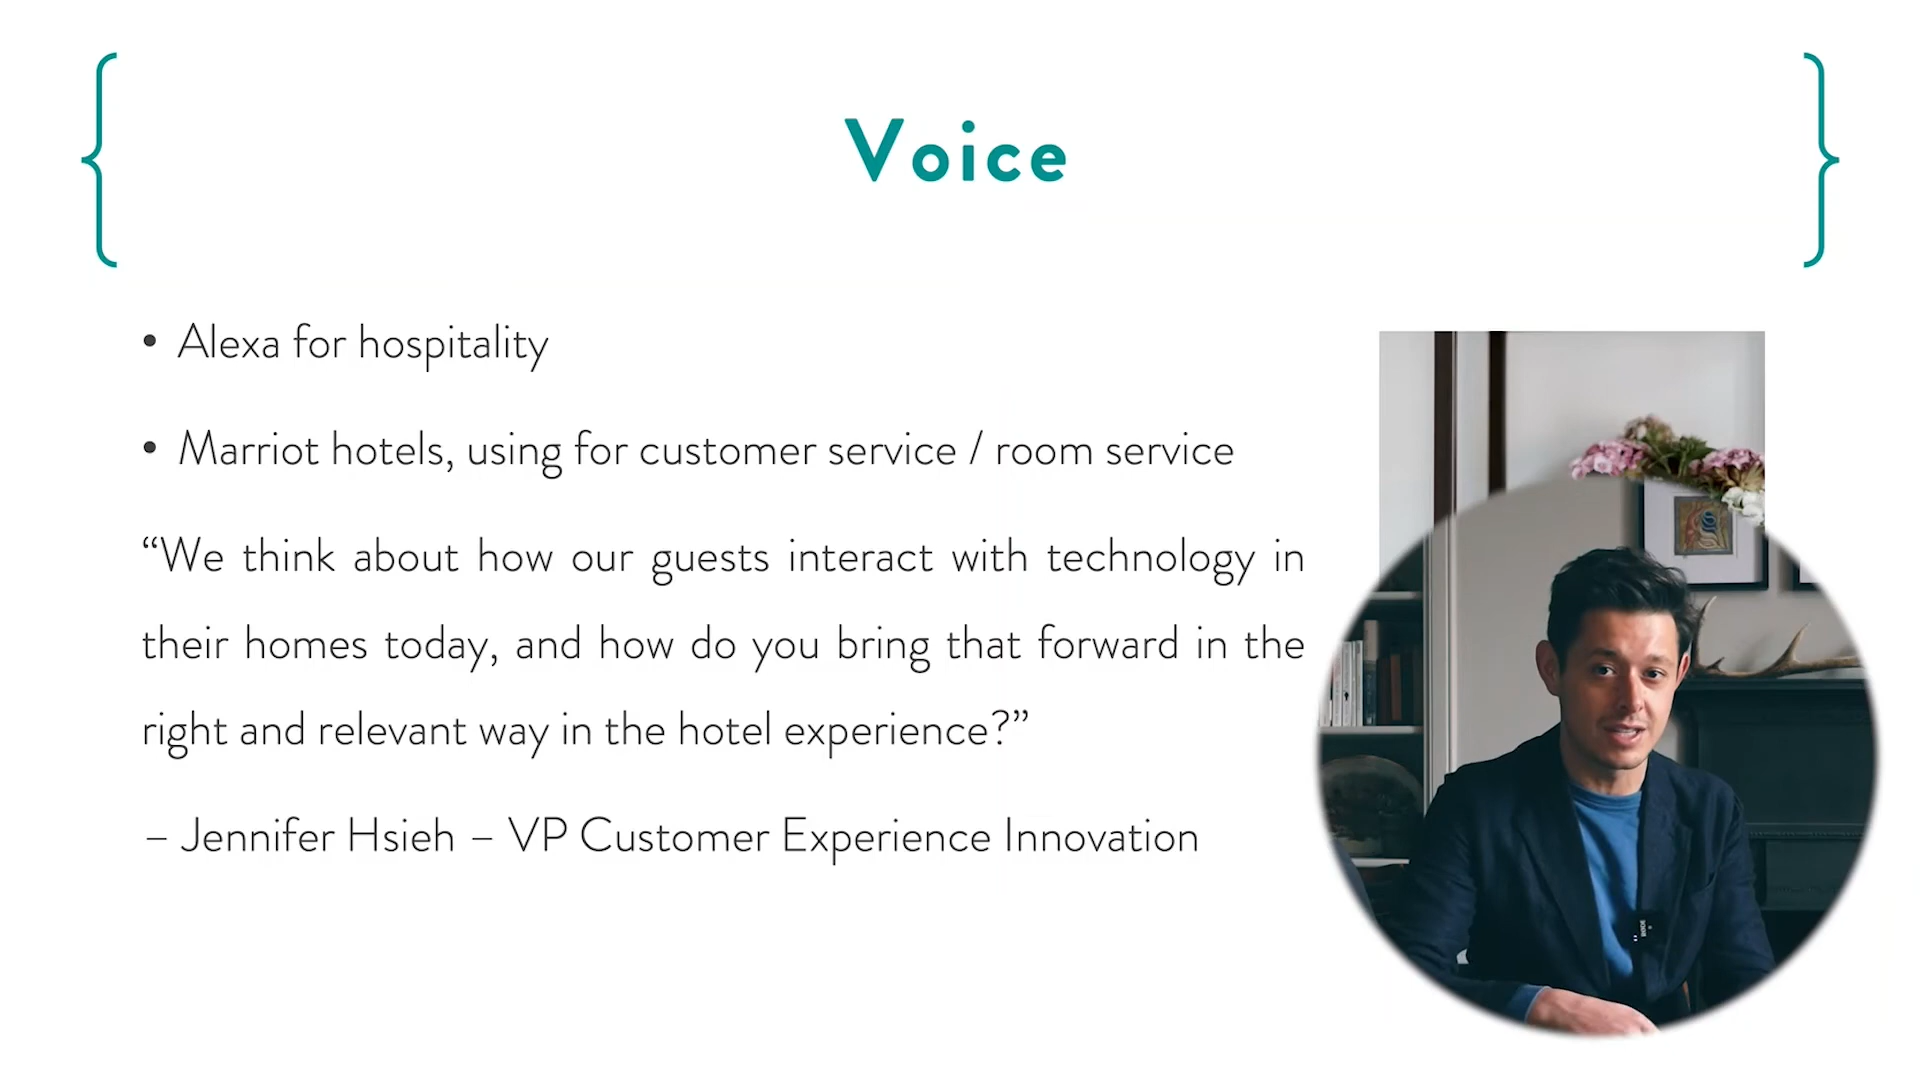 Voice
• Alexa for hospitality
• Marriot hotels, using for customer service / room service
“We think about how our guests interact with technology in
their homes today, and how do you bring that forward in the
right and relevant way in the hotel experience?”
– Jennifer Hsieh – VP Customer Experience Innovation